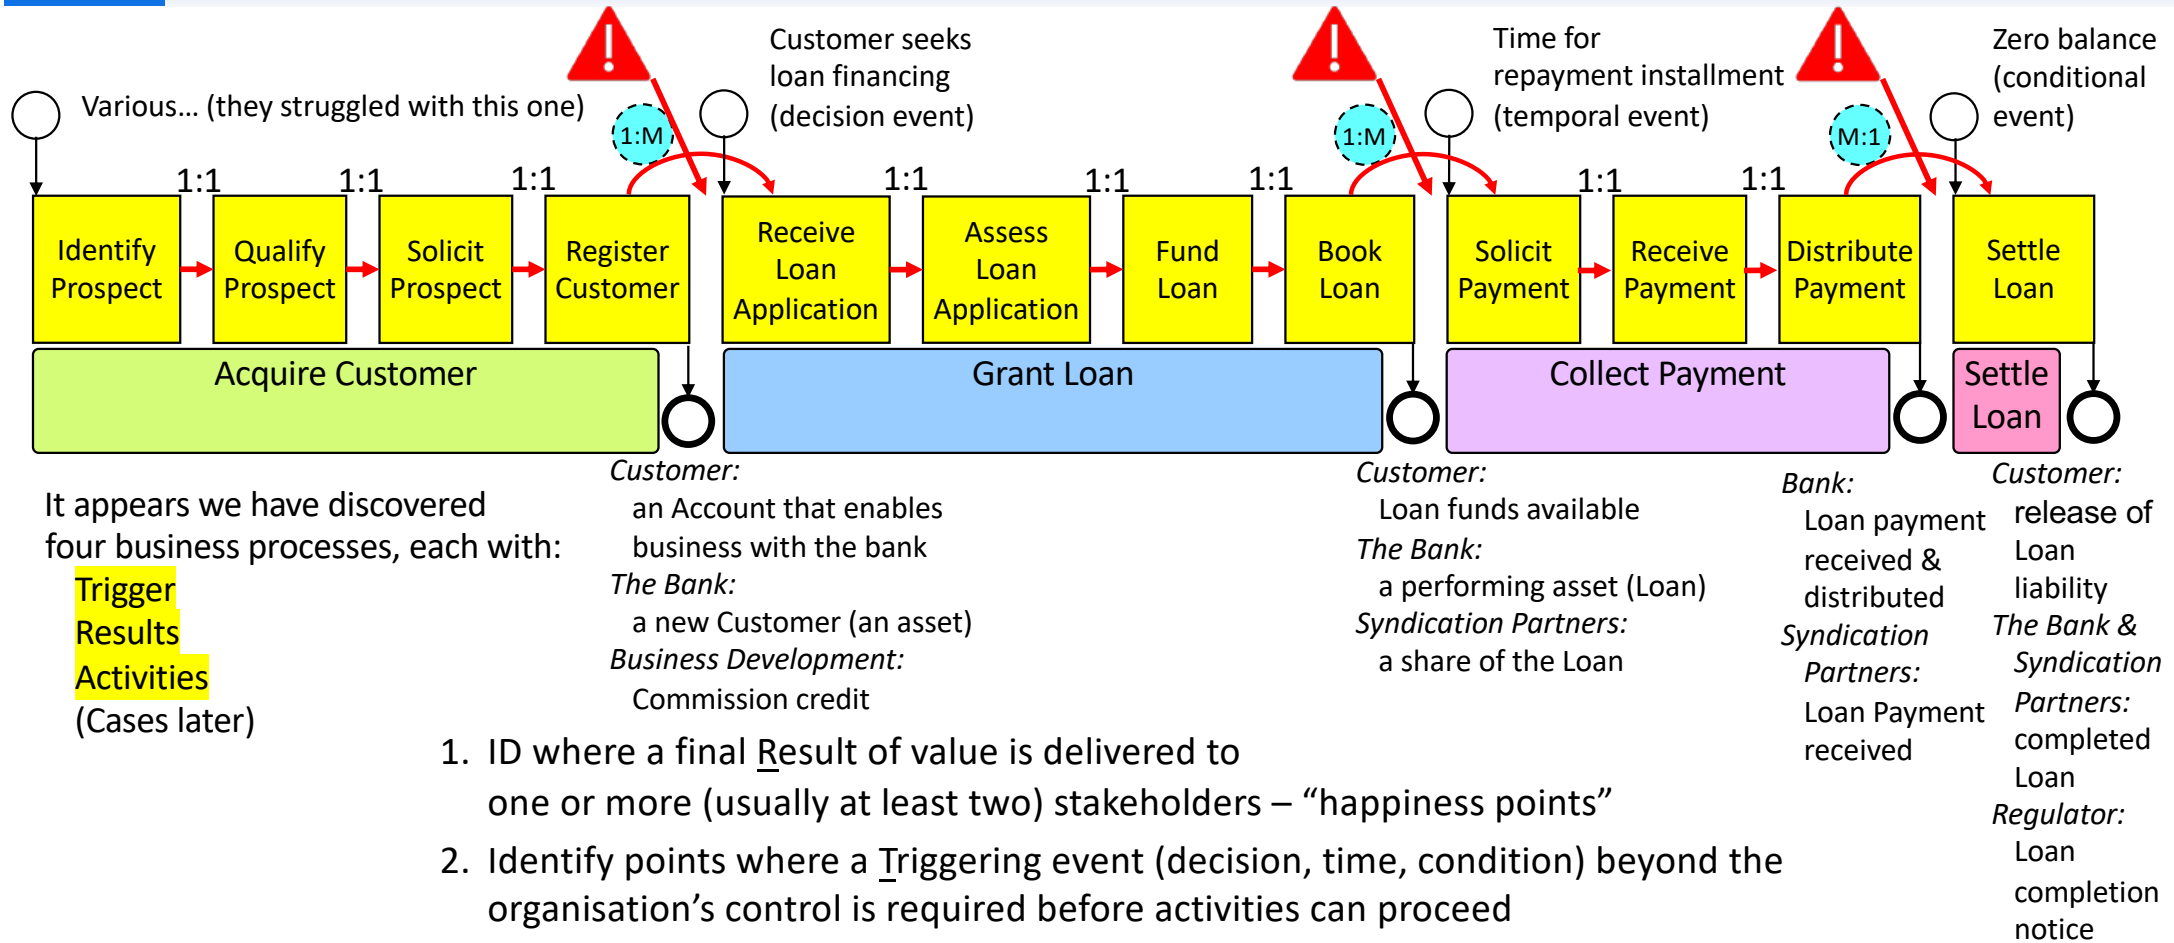 Various... (they struggled with this one)
Customer seeks
loan financing
(decision event)
Time for
repayment installment
(temporal event)
Zero balance
(conditional
event)
1:M
1:M
M:1
1:1
1:1
1:1
1:1
1:1
1:1
1:1
1:1
Identify
Prospect
Qualify
Prospect
Solicit
Prospect
Register
Customer
Receive
Loan
Application
Assess
Loan
Application
Fund
Loan
Book
Loan
Solicit
Payment
Receive
Payment
Distribute
Payment
Settle
Loan
Acquire Customer
Grant Loan
Collect Payment
Settle
Loan
It appears we have discovered
four business processes, each with:
Trigger
Results
Activities
(Cases later)
Customer:
an Account that enables
business with the bank
The Bank:
a new Customer (an asset)
Business Development:
Commission credit
Customer:
Loan funds available
The Bank:
a performing asset (Loan)
Syndication Partners:
a share of the Loan
Bank:
Loan payment
received &
distributed
Syndication
Partners:
Loan Payment
received
Customer:
release of
Loan
liability
The Bank &
Syndication
Partners:
completed
Loan
Regulator:
Loan
completion
notice
1. ID where a final Result of value is delivered to
one or more (usually at least two) stakeholders – “happiness points”
2. Identify points where a Triggering event (decision, time, condition) beyond the
organisation’s control is required before activities can proceed